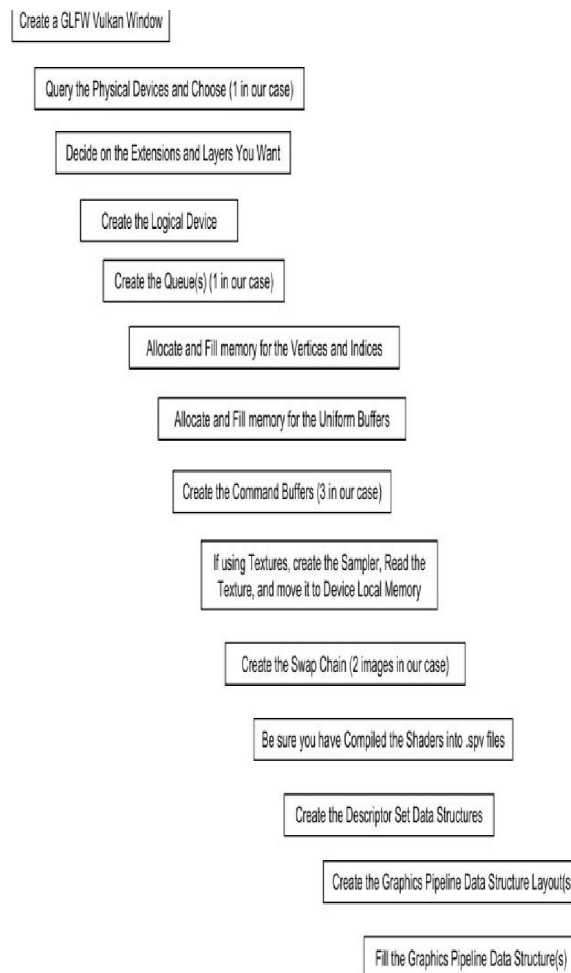 Create a GLFW Vulkan Window
Query the Physical Devices and Choose (1 in our case)
Decide on the Extensions and Layers You Want
Create the Logical Device
Create the Queue(s) (1 in our case)
Allocate and Fill memory for the Vertices and Indices
Allocate and Fill memory for the Uniform Buffers
Create the Command Buffers (3 in our case)
If using Textures, create the Sampler, Read the
Texture, and move it to Device Local Memory
Create the Swap Chain (2 images in our case)
Be sure you have Compiled the Shaders into .spv files
Create the Descriptor Set Data Structures
Create the Graphics Pipeline Data Structure Layout(s
Fill the Graphics Pipeline Data Structure(s)